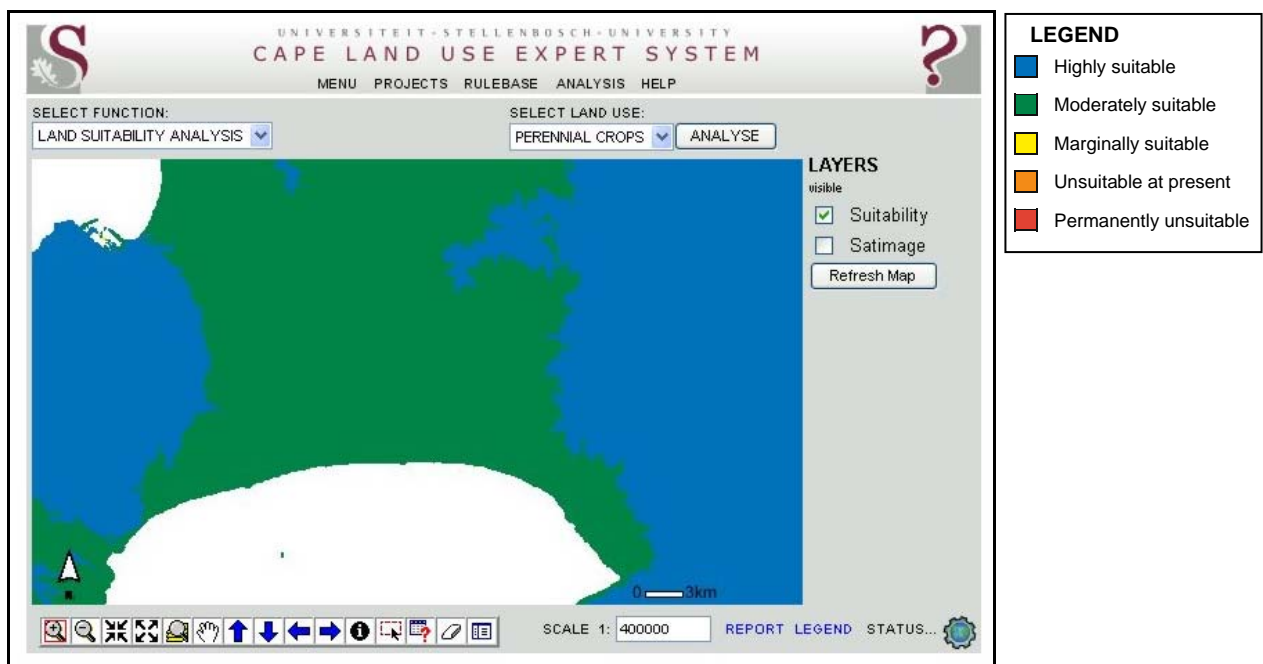 UNIVERSITEIT-STELLENBOSCH-UNIVERSITY
CAPE LAND USE EXPERT SYSTEM
MENU PROJECTS RULEBASE ANALYSIS HELP
SELECT FUNCTION:
LAND SUITABILITY ANALYSIS
SELECT LAND USE:
PERENNIAL CROPS
ANALYSE
LAYERS
visible
Suitability
Satimage
Refresh Map
N
0 3km
SCALE 1: 400000 REPORT LEGEND STATUS...
LEGEND
Highly suitable
Moderately suitable
Marginally suitable
Unsuitable at present
Permanently unsuitable